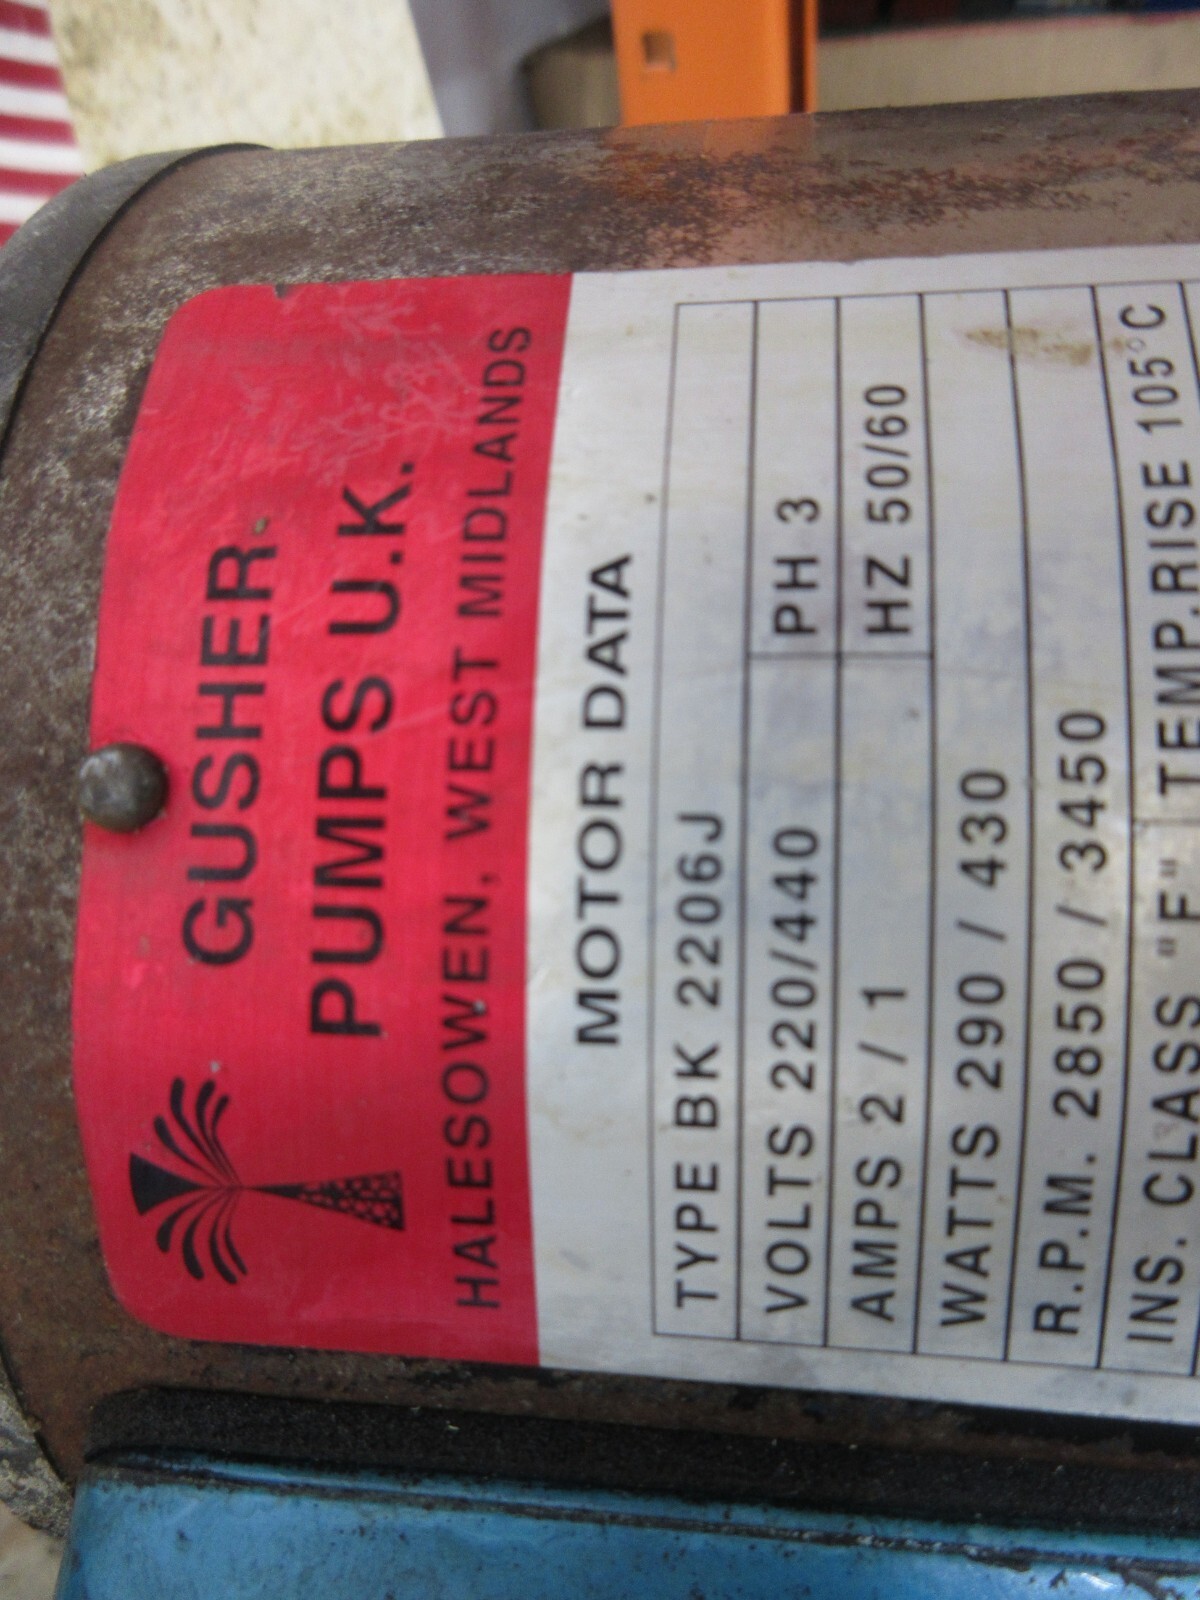 GUSHER
PUMPS U.K.
HALESOWEN, WEST MIDLANDS
MOTOR DATA
TYPE BK 2206J
VOLTS 220/440 PH 3
AMPS 2 / 1 HZ 50/60
WATTS 290 / 430
R.P.M. 2850 / 3450
INS. CLASS "F" TEMP.RISE 105°C